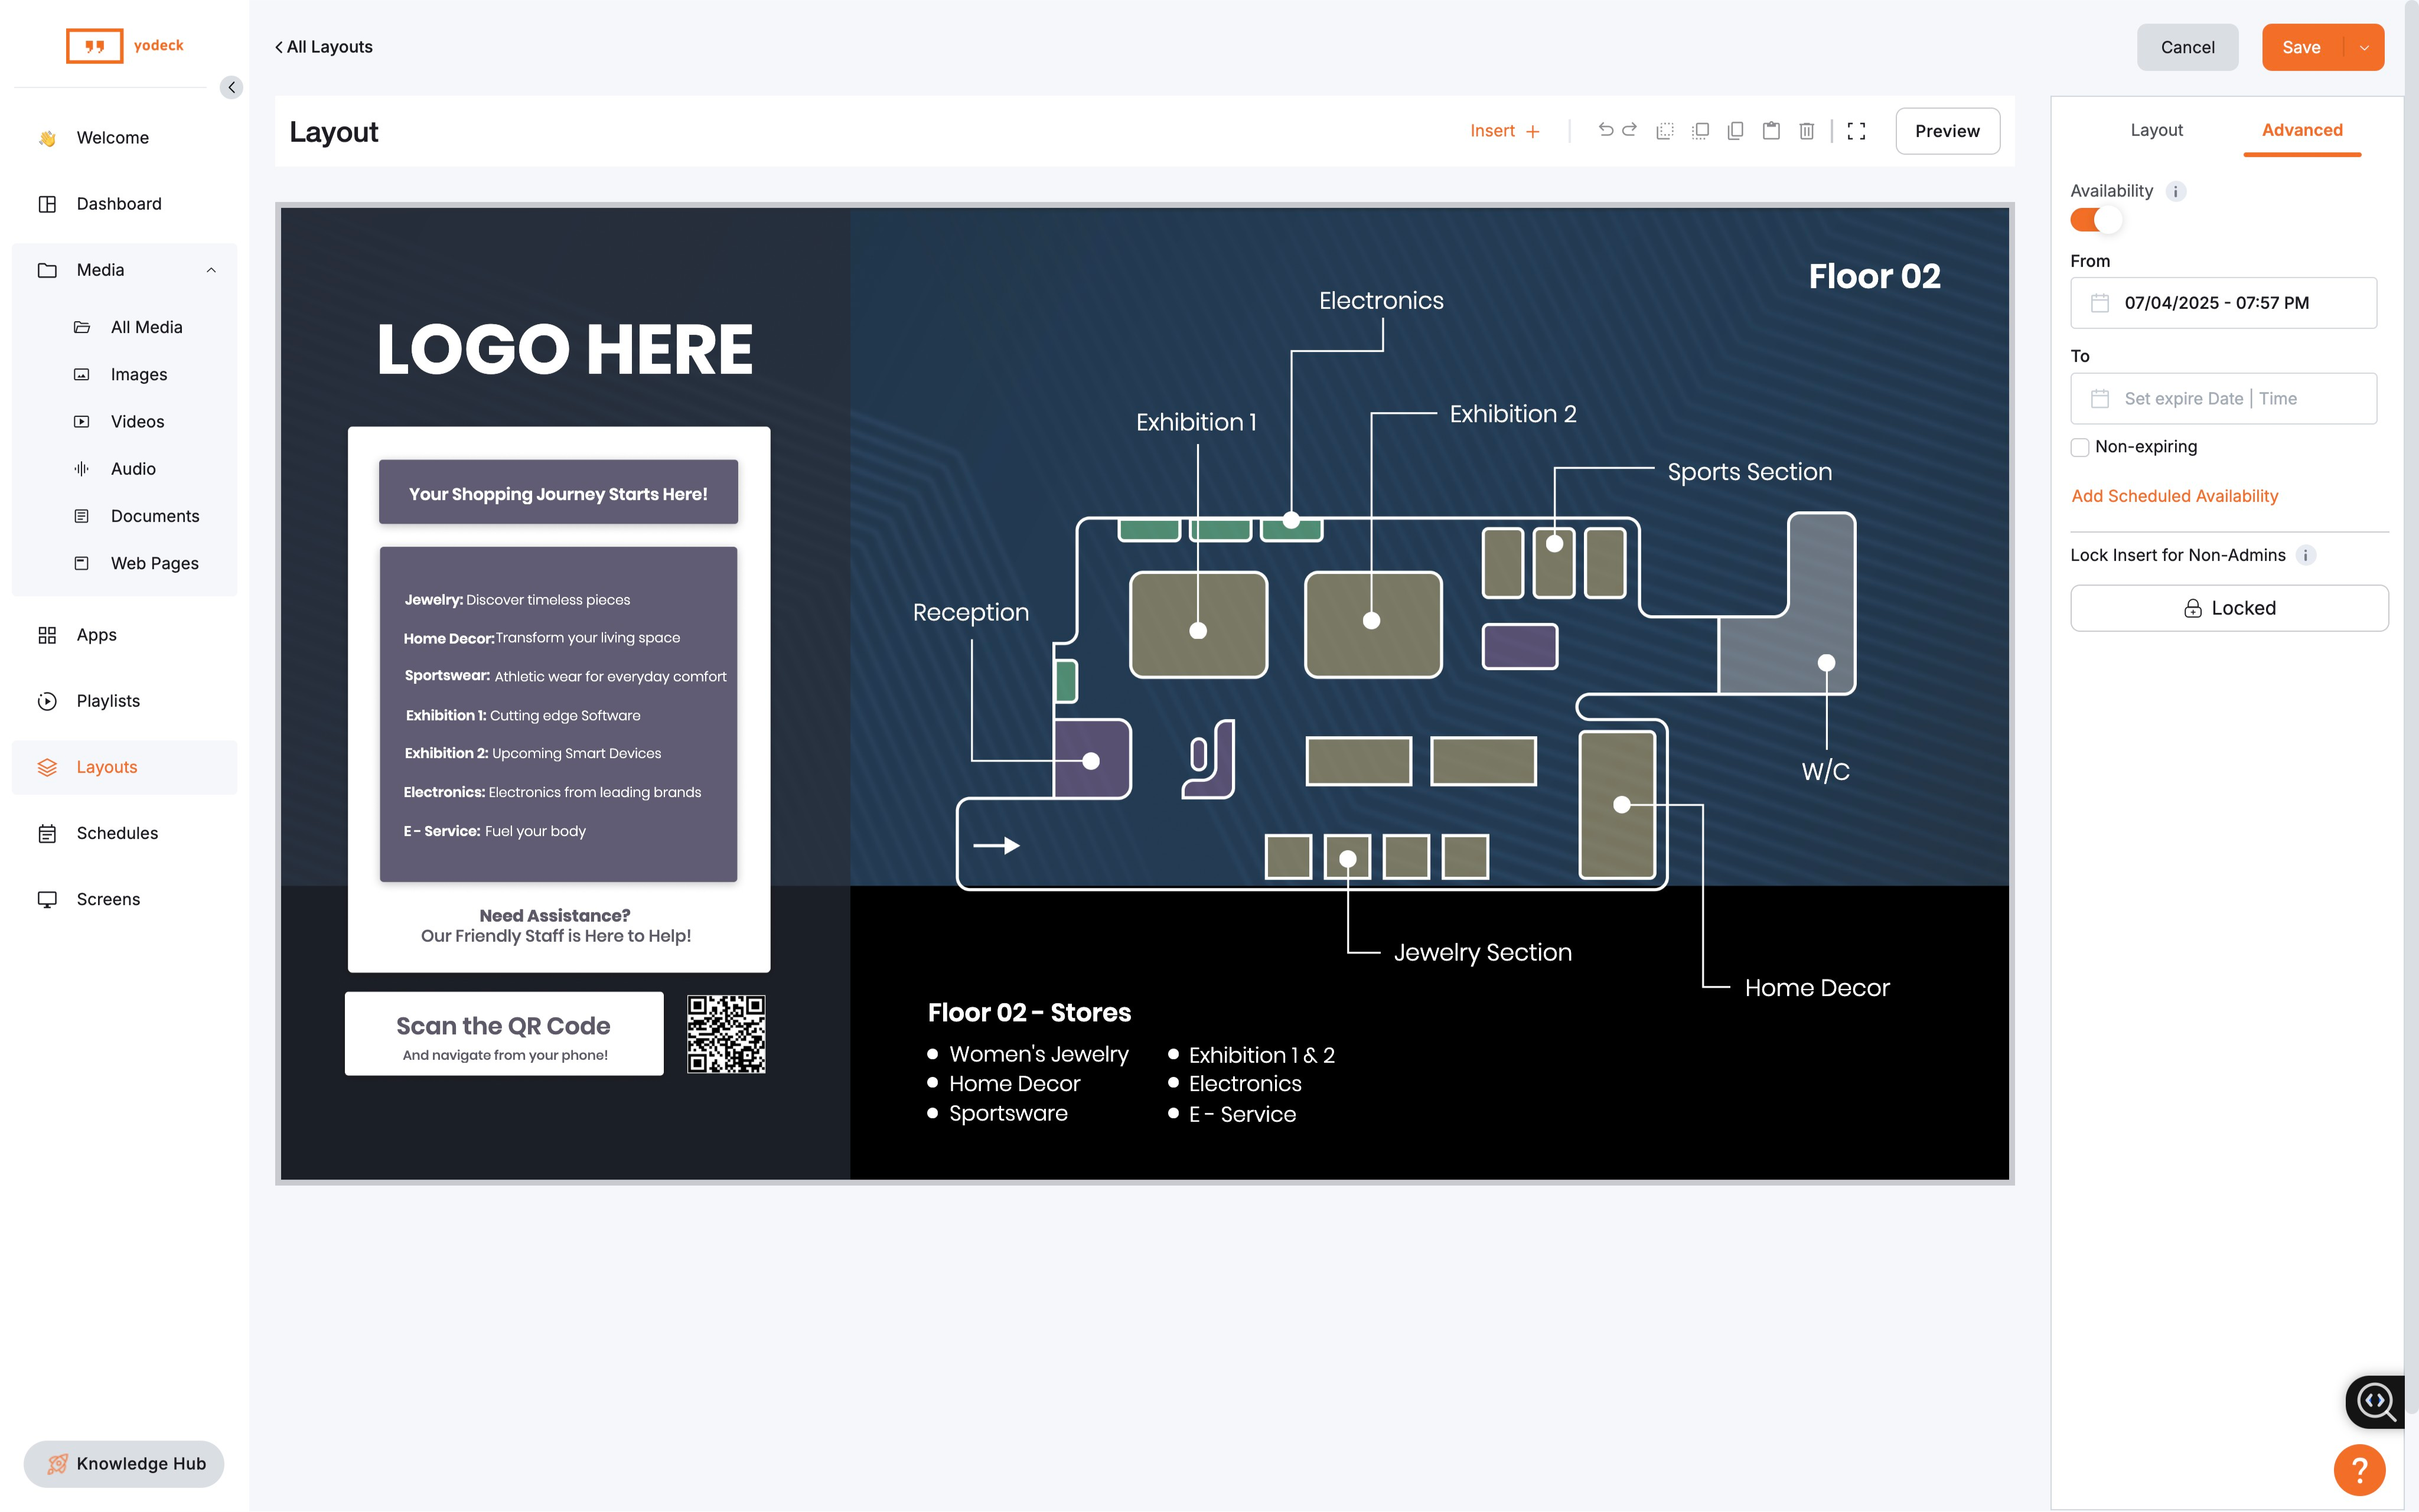 yodeck
Welcome
Dashboard
Media
All Media
Images
Videos
Audio
Documents
Web Pages
Apps
Playlists
Layouts
Schedules
Screens
Knowledge Hub
All Layouts
Cancel
Save
Layout
Insert +
Preview
LOGO HERE
Your Shopping Journey Starts Here!
Jewelry: Discover timeless pieces
Home Decor: Transform your living space
Sportswear: Athletic wear for everyday comfort
Exhibition 1: Cutting edge Software
Exhibition 2: Upcoming Smart Devices
Electronics: Electronics from leading brands
E - Service: Fuel your body
Need Assistance?
Our Friendly Staff is Here to Help!
Scan the QR Code
And navigate from your phone!
Floor 02
Electronics
Exhibition 1
Exhibition 2
Sports Section
Reception
W/C
Jewelry Section
Home Decor
Floor 02 - Stores
Women's Jewelry
Home Decor
Sportsware
Exhibition 1 & 2
Electronics
E - Service
Layout
Advanced
Availability
From
07/04/2025 - 07:57 PM
To
Set expire Date | Time
Non-expiring
Add Scheduled Availability
Lock Insert for Non-Admins
Locked
?